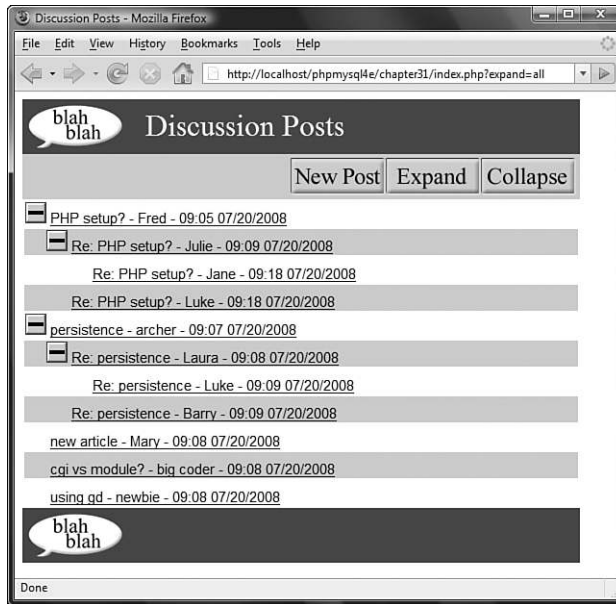 Discussion Posts - Mozilla Firefox
File Edit View History Bookmarks Tools Help
http://localhost/phpmysql4e/chapter31/index.php?expand=all
blah
blah
Discussion Posts
New Post Expand Collapse
PHP setup? - Fred - 09:05 07/20/2008
Re: PHP setup? - Julie - 09:09 07/20/2008
Re: PHP setup? - Jane - 09:18 07/20/2008
Re: PHP setup? - Luke - 09:18 07/20/2008
persistence - archer - 09:07 07/20/2008
Re: persistence - Laura - 09:08 07/20/2008
Re: persistence - Luke - 09:09 07/20/2008
Re: persistence - Barry - 09:09 07/20/2008
new article - Mary - 09:08 07/20/2008
cgi vs module? - big coder - 09:08 07/20/2008
using gd - newbie - 09:08 07/20/2008
blah
blah
Done